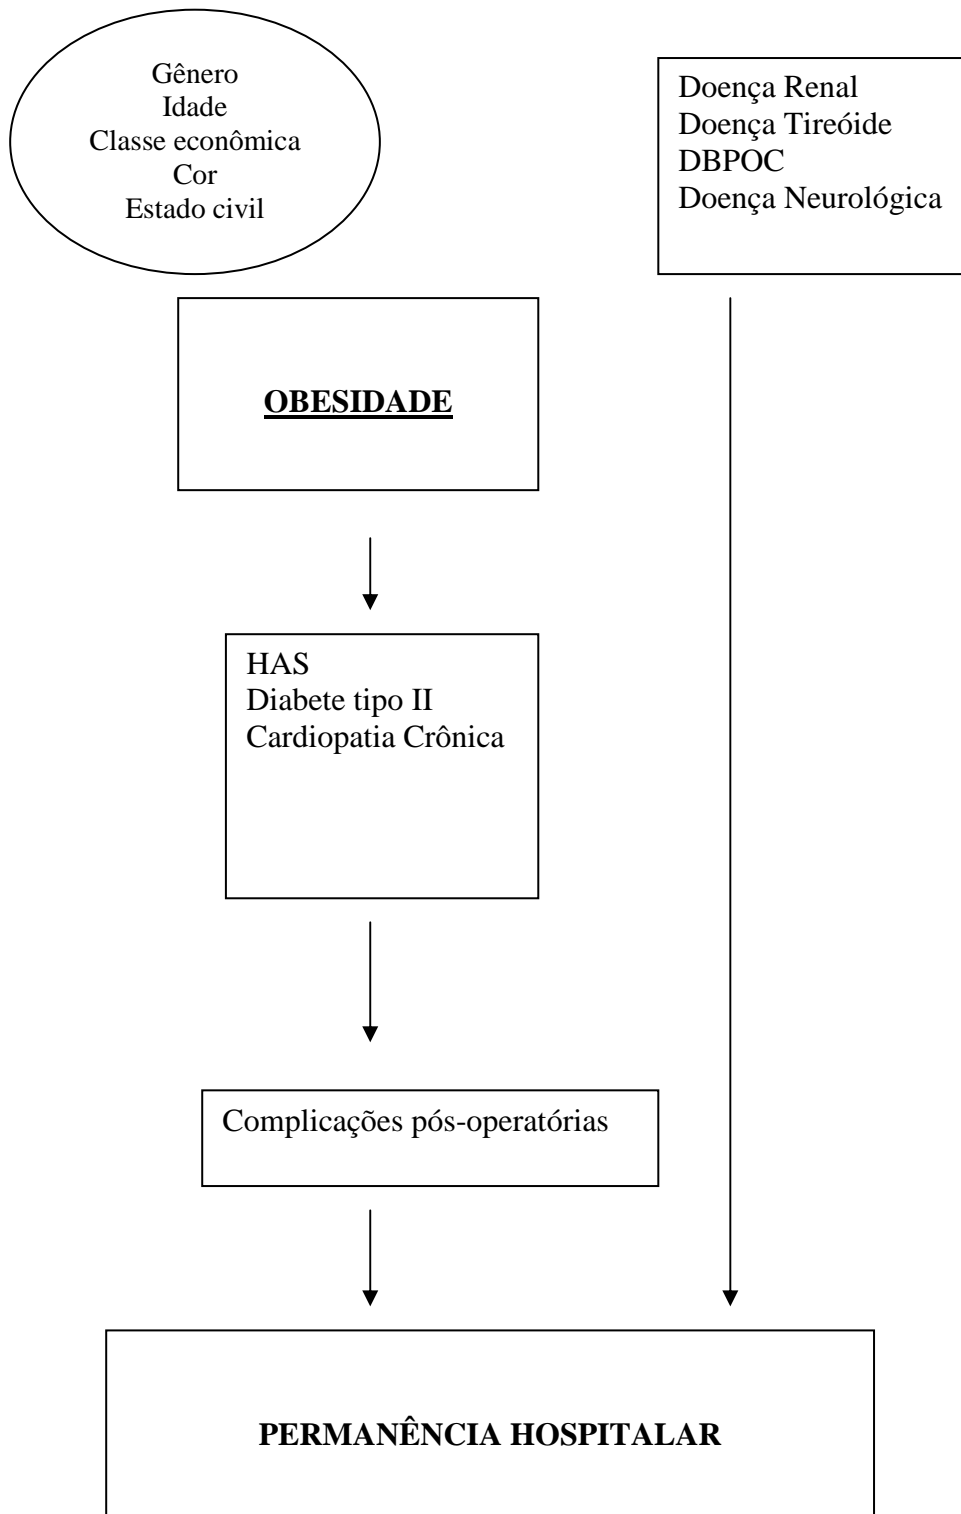 Gênero
Idade
Classe econômica
Cor
Estado civil
Doença Renal
Doença Tireóide
DBPOC
Doença Neurológica
OBESIDADE
HAS
Diabete tipo II
Cardiopatia Crônica
Complicações pós-operatórias
PERMANÊNCIA HOSPITALAR